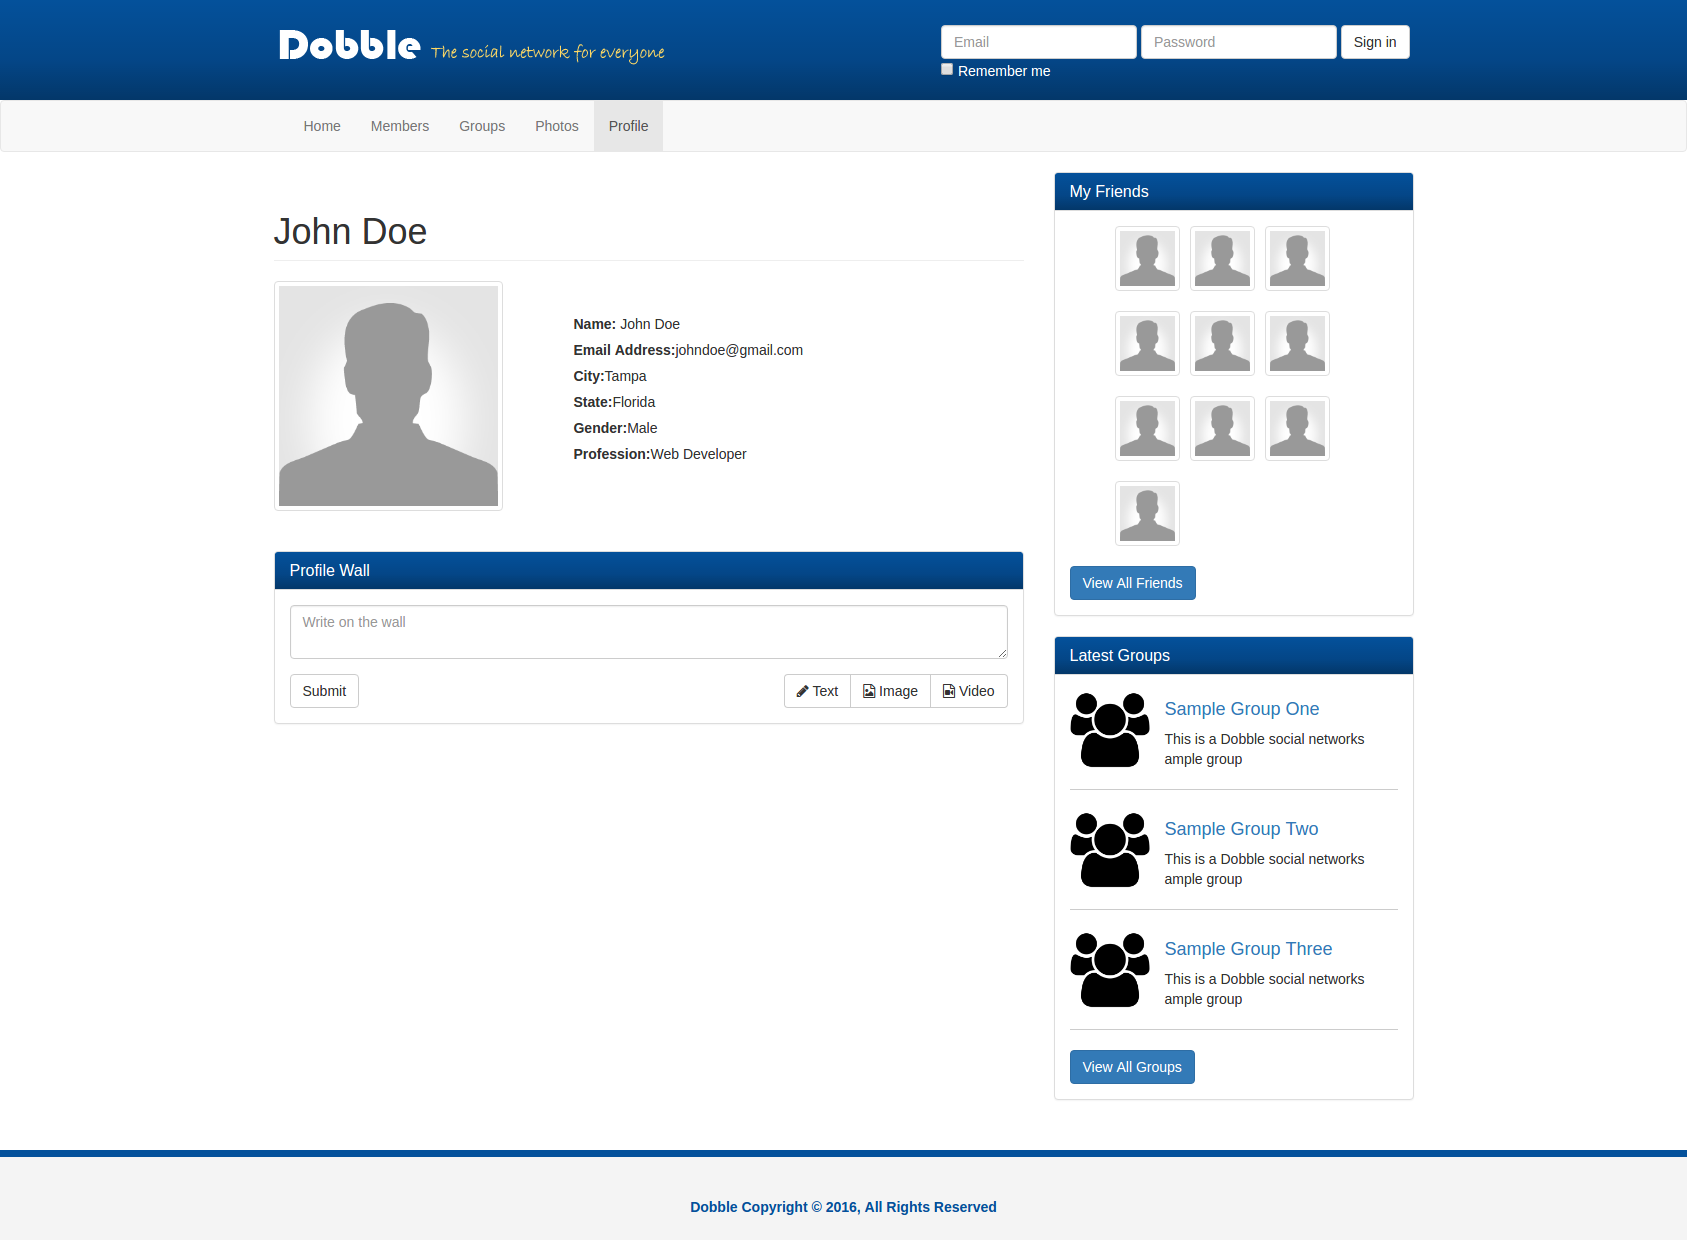 Dobble The social network for everyone
Email Password Sign in
Remember me
Home Members Groups Photos Profile
John Doe
Name: John Doe
Email Address:johndoe@gmail.com
City:Tampa
State:Florida
Gender:Male
Profession:Web Developer
Profile Wall
Write on the wall
Submit Text Image Video
My Friends
View All Friends
Latest Groups
Sample Group One
This is a Dobble social networks
ample group
Sample Group Two
This is a Dobble social networks
ample group
Sample Group Three
This is a Dobble social networks
ample group
View All Groups
Dobble Copyright © 2016, All Rights Reserved